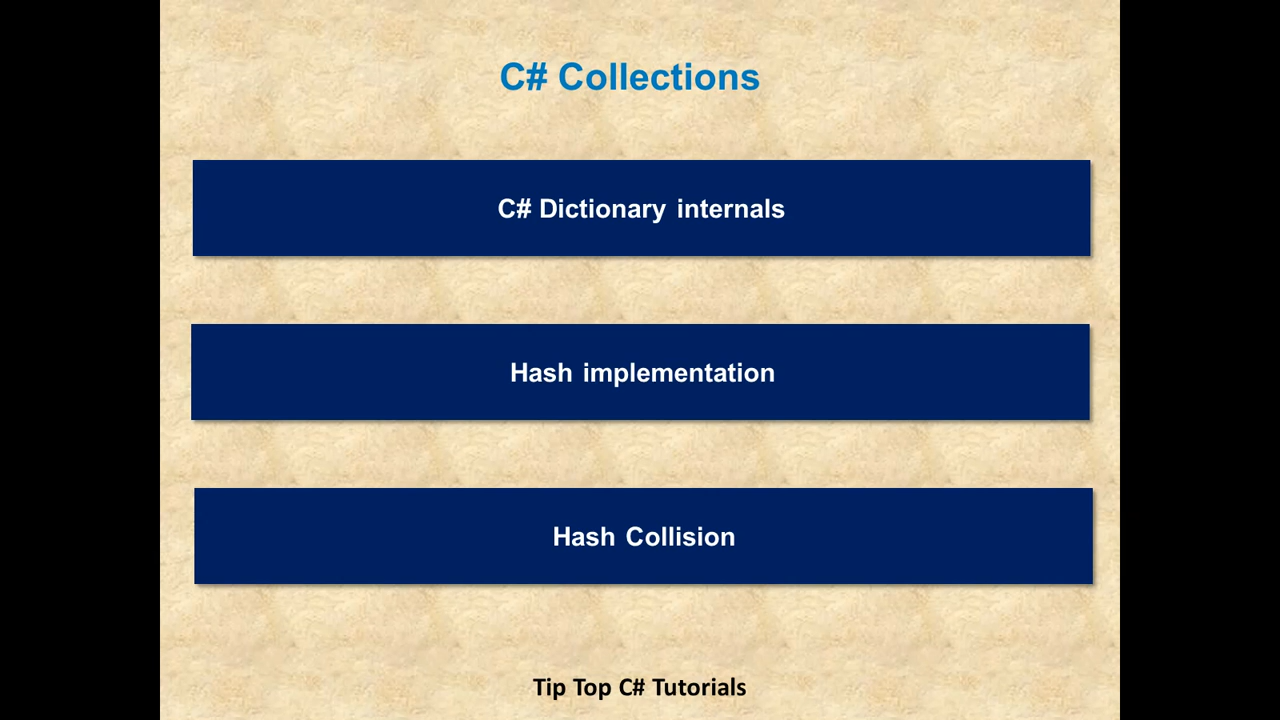 C# Collections
C# Dictionary internals
Hash implementation
Hash Collision
Tip Top C# Tutorials